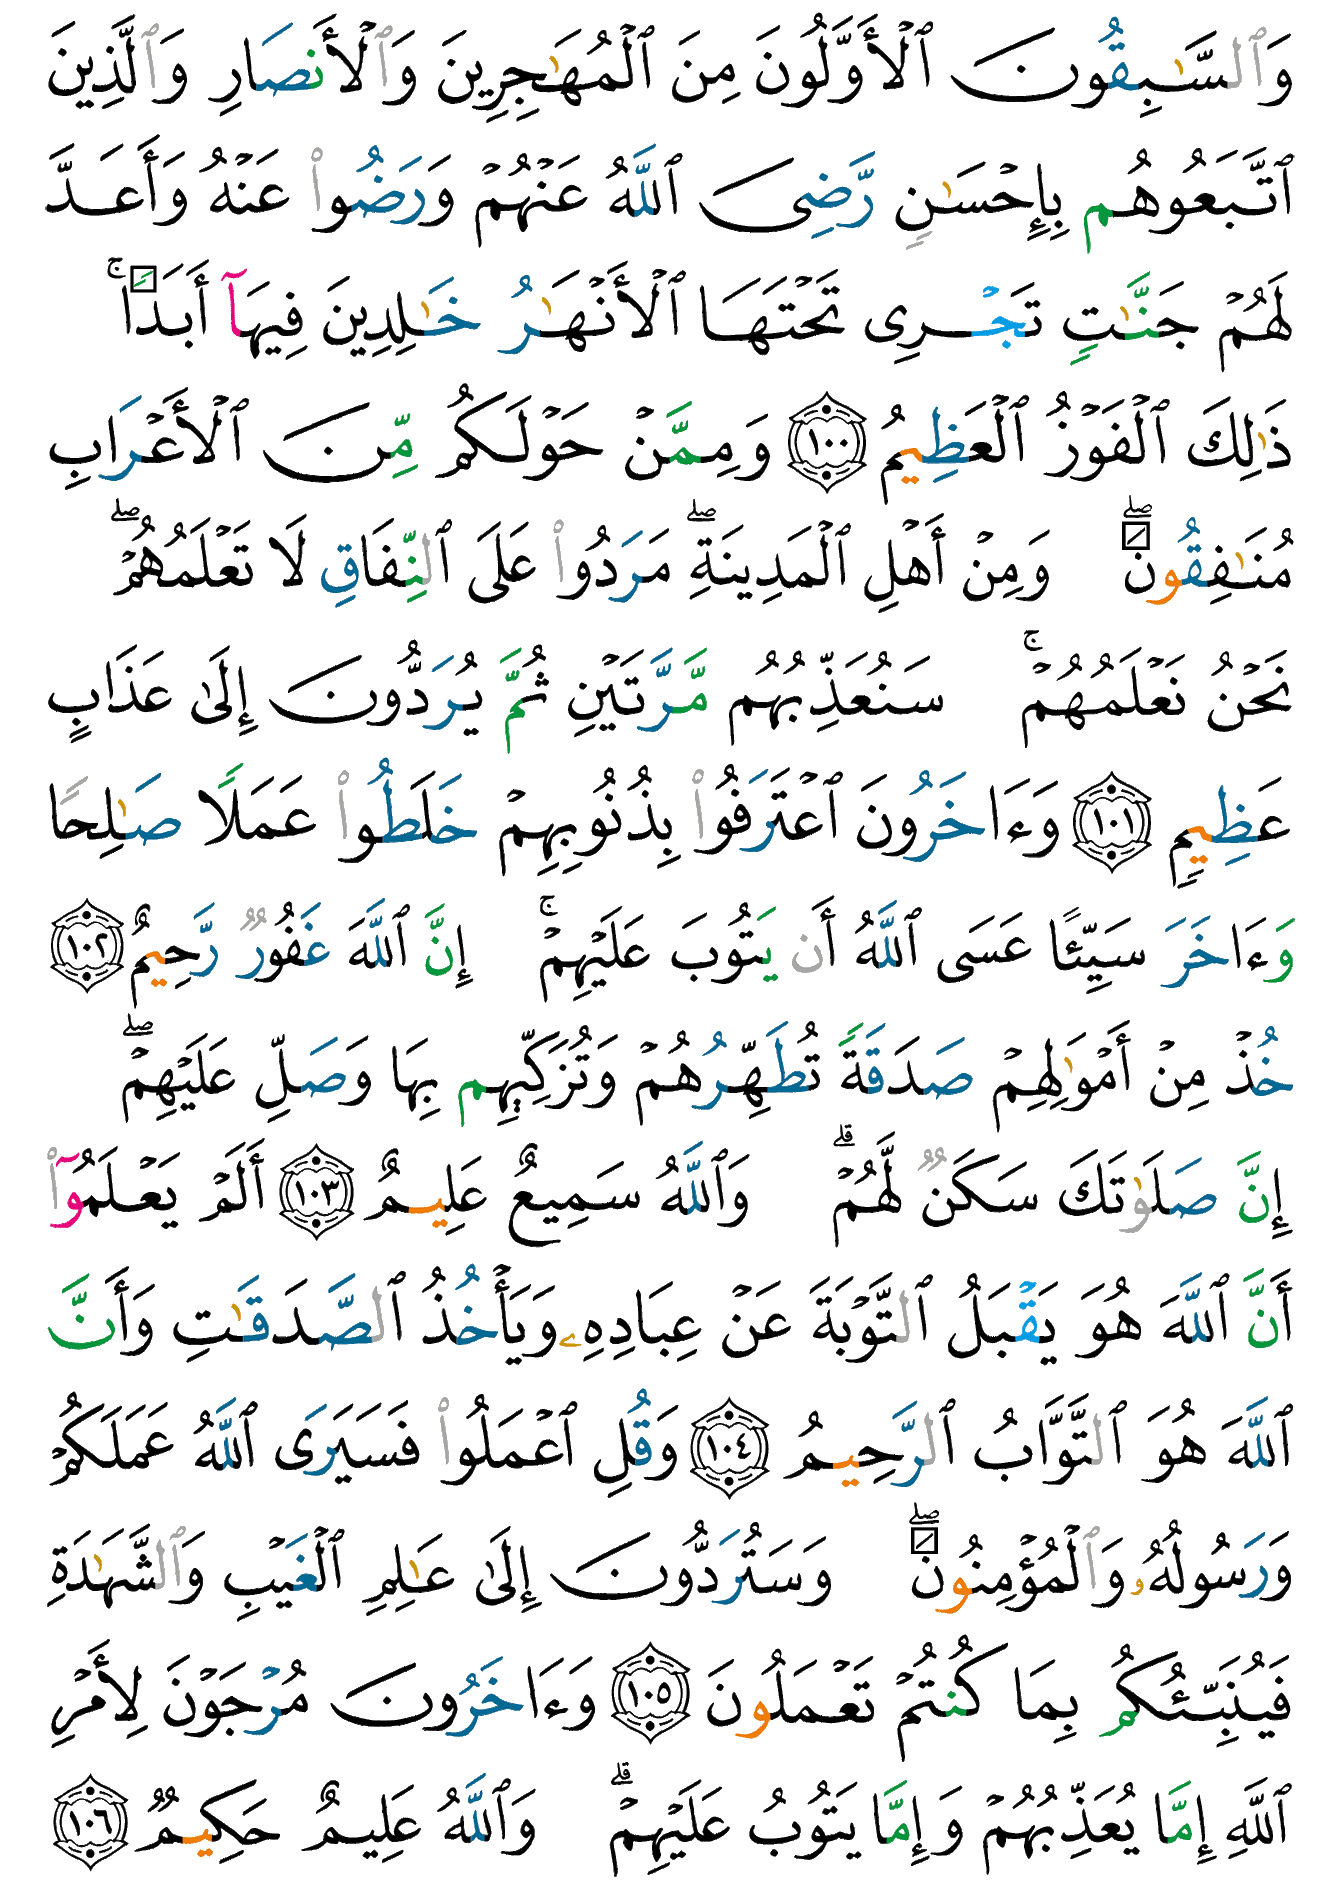 وَٱلسَّـٰبِقُونَ ٱلْأَوَّلُونَ مِنَ ٱلْمُهَـٰجِرِينَ وَٱلْأَنصَارِ وَٱلَّذِينَ
ٱتَّبَعُوهُم بِإِحْسَـٰنٍ رَّضِىَ ٱللَّهُ عَنْهُمْ وَرَضُوا۟ عَنْهُ وَأَعَدَّ
لَهُمْ جَنَّـٰتٍ تَجْرِى تَحْتَهَا ٱلْأَنْهَـٰرُ خَـٰلِدِينَ فِيهَآ أَبَدًا ۚ
ذَٰلِكَ ٱلْفَوْزُ ٱلْعَظِيمُ ١٠٠ وَمِمَّنْ حَوْلَكُم مِّنَ ٱلْأَعْرَابِ
مُنَـٰفِقُونَ ۖ وَمِنْ أَهْلِ ٱلْمَدِينَةِ ۖ مَرَدُوا۟ عَلَى ٱلنِّفَاقِ لَا تَعْلَمُهُمْ ۖ
نَحْنُ نَعْلَمُهُمْ ۚ سَنُعَذِّبُهُم مَّرَّتَيْنِ ثُمَّ يُرَدُّونَ إِلَىٰ عَذَابٍ
عَظِيمٍ ١٠١ وَءَاخَرُونَ ٱعْتَرَفُوا۟ بِذُنُوبِهِمْ خَلَطُوا۟ عَمَلًا صَـٰلِحًا
وَءَاخَرَ سَيِّئًا عَسَى ٱللَّهُ أَن يَتُوبَ عَلَيْهِمْ ۚ إِنَّ ٱللَّهَ غَفُورٌ رَّحِيمٌ ١٠٢
خُذْ مِنْ أَمْوَٰلِهِمْ صَدَقَةً تُطَهِّرُهُمْ وَتُزَكِّيهِم بِهَا وَصَلِّ عَلَيْهِمْ ۖ
إِنَّ صَلَوٰتَكَ سَكَنٌ لَّهُمْ ۗ وَٱللَّهُ سَمِيعٌ عَلِيمٌ ١٠٣ أَلَمْ يَعْلَمُوٓا۟
أَنَّ ٱللَّهَ هُوَ يَقْبَلُ ٱلتَّوْبَةَ عَنْ عِبَادِهِۦ وَيَأْخُذُ ٱلصَّدَقَـٰتِ وَأَنَّ
ٱللَّهَ هُوَ ٱلتَّوَّابُ ٱلرَّحِيمُ ١٠٤ وَقُلِ ٱعْمَلُوا۟ فَسَيَرَى ٱللَّهُ عَمَلَكُمْ
وَرَسُولُهُۥ وَٱلْمُؤْمِنُونَ ۖ وَسَتُرَدُّونَ إِلَىٰ عَـٰلِمِ ٱلْغَيْبِ وَٱلشَّهَـٰدَةِ
فَيُنَبِّئُكُم بِمَا كُنتُمْ تَعْمَلُونَ ١٠٥ وَءَاخَرُونَ مُرْجَوْنَ لِأَمْرِ
ٱللَّهِ إِمَّا يُعَذِّبُهُمْ وَإِمَّا يَتُوبُ عَلَيْهِمْ ۗ وَٱللَّهُ عَلِيمٌ حَكِيمٌ ١٠٦